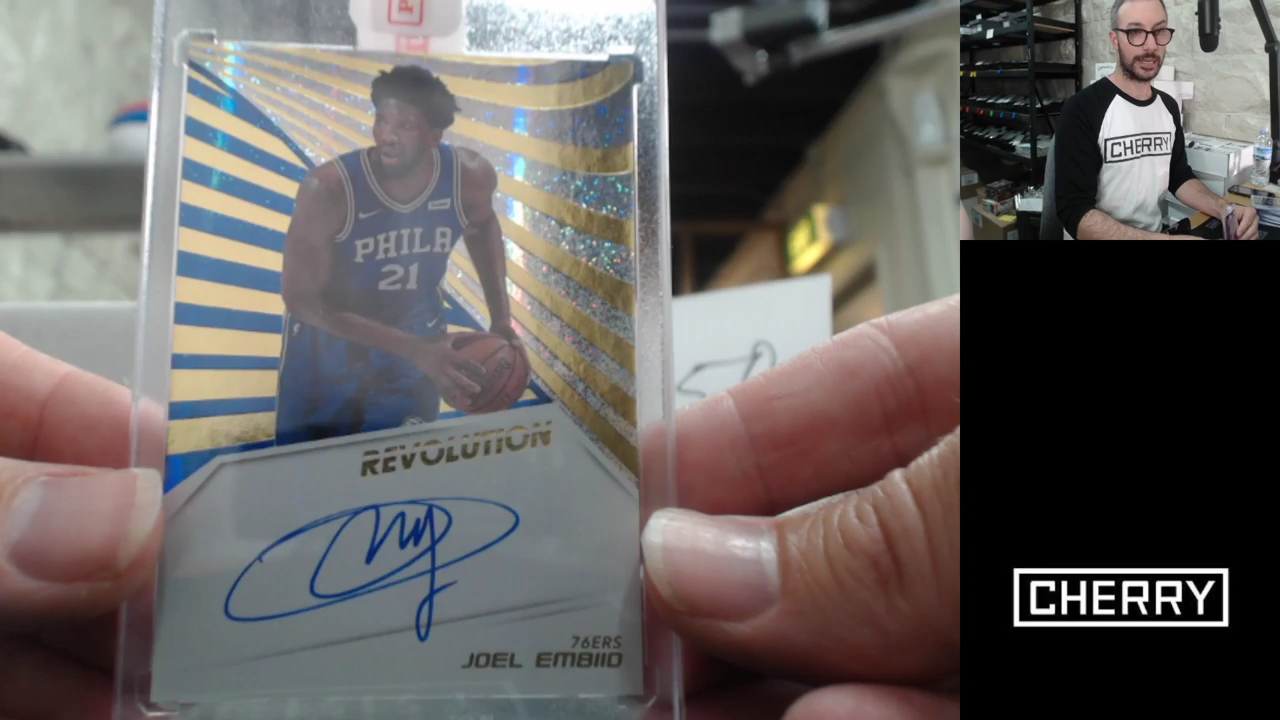 PHILA
21
REVOLUTION
76ERS
JOEL EMBIID
CHERRY
CHERRY